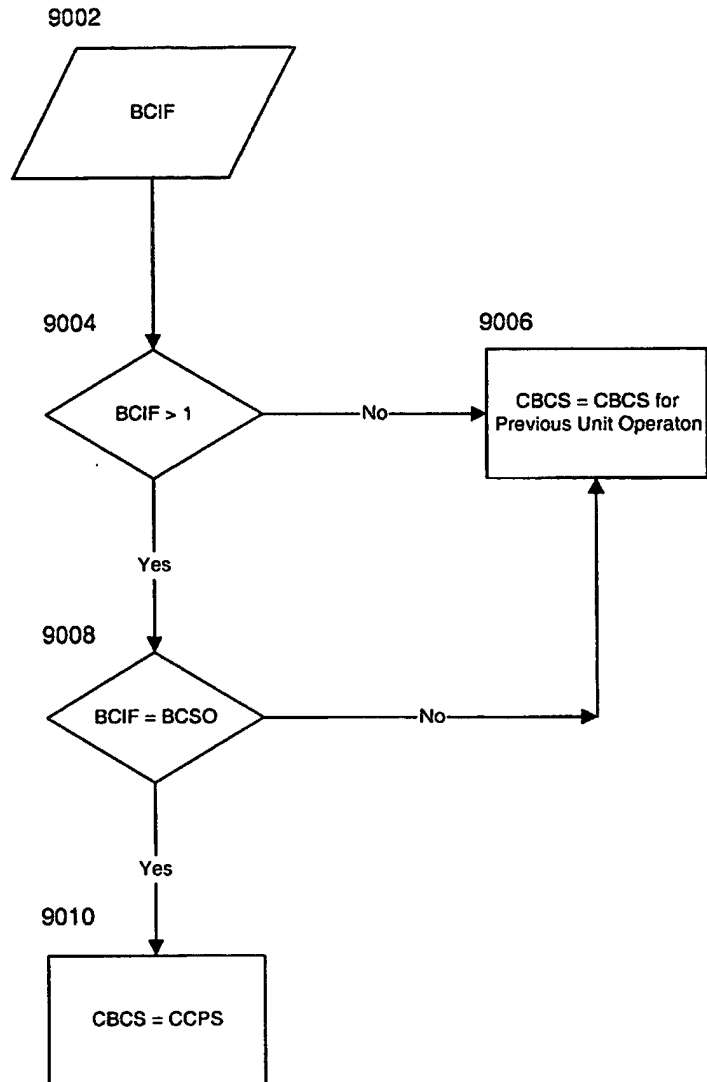 9002
BCIF
9004
BCIF > 1
No
9006
CBCS = CBCS for
Previous Unit Operaton
Yes
9008
BCIF = BCSO
No
Yes
9010
CBCS = CCPS